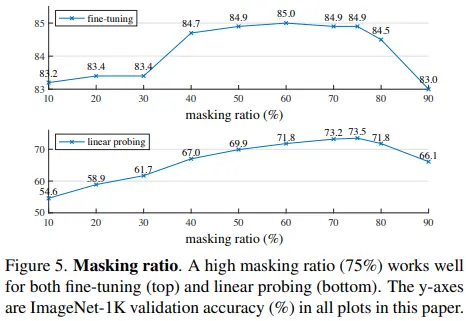 fine-tuning
85
84
83
83.2
83.4
83.4
84.7
84.9
85.0
84.9
84.9
84.5
83.0
10 20 30 40 50 60 70 80 90
masking ratio (%)
linear probing
70
60
50
54.6
58.9
61.7
67.0
69.9
71.8
73.2
73.5
71.8
66.1
10 20 30 40 50 60 70 80 90
masking ratio (%)
Figure 5. Masking ratio. A high masking ratio (75%) works well
for both fine-tuning (top) and linear probing (bottom). The y-axes
are ImageNet-1K validation accuracy (%) in all plots in this paper.